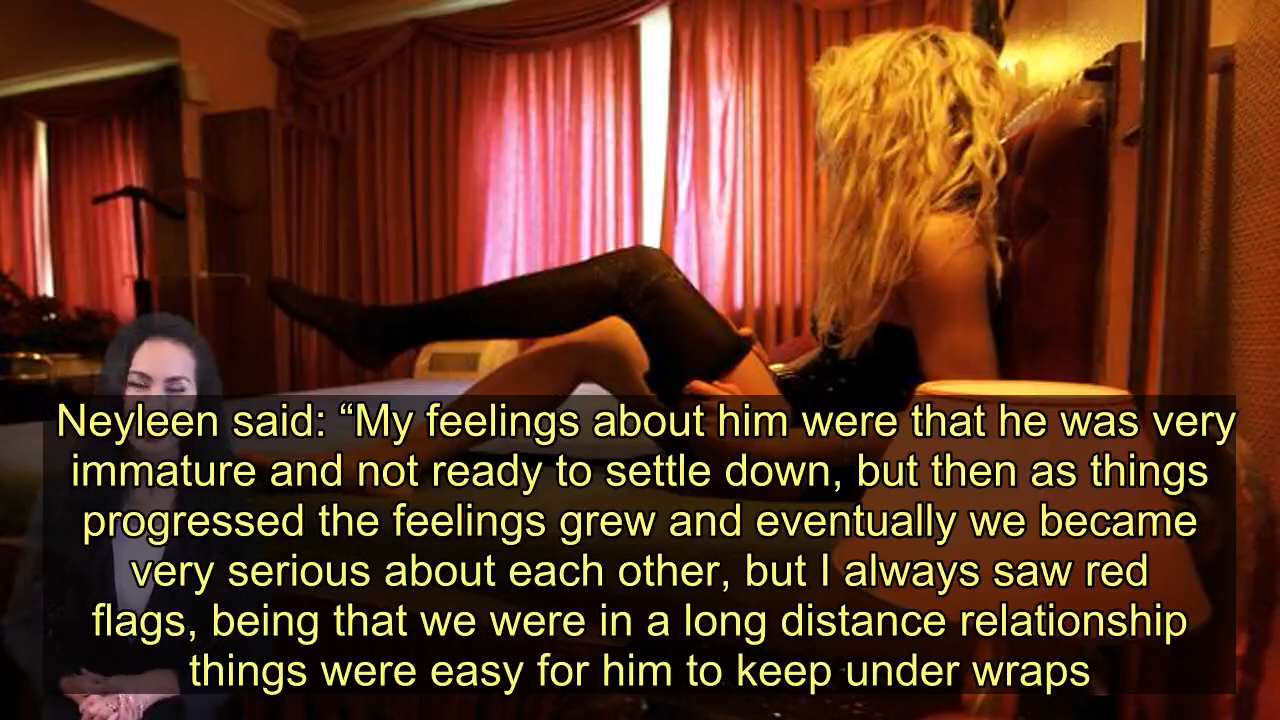 Neyleen said: “My feelings about him were that he was very
immature and not ready to settle down, but then as things
progressed the feelings grew and eventually we became
very serious about each other, but I always saw red
flags, being that we were in a long distance relationship
things were easy for him to keep under wraps